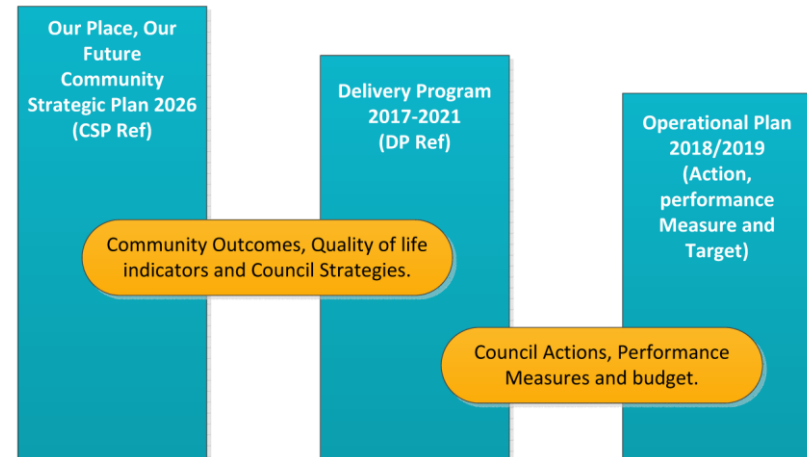 Our Place, Our
Future
Community
Strategic Plan 2026
(CSP Ref)
Delivery Program
2017-2021
(DP Ref)
Operational Plan
2018/2019
(Action,
performance
Measure and
Target)
Community Outcomes, Quality of life
indicators and Council Strategies.
Council Actions, Performance
Measures and budget.